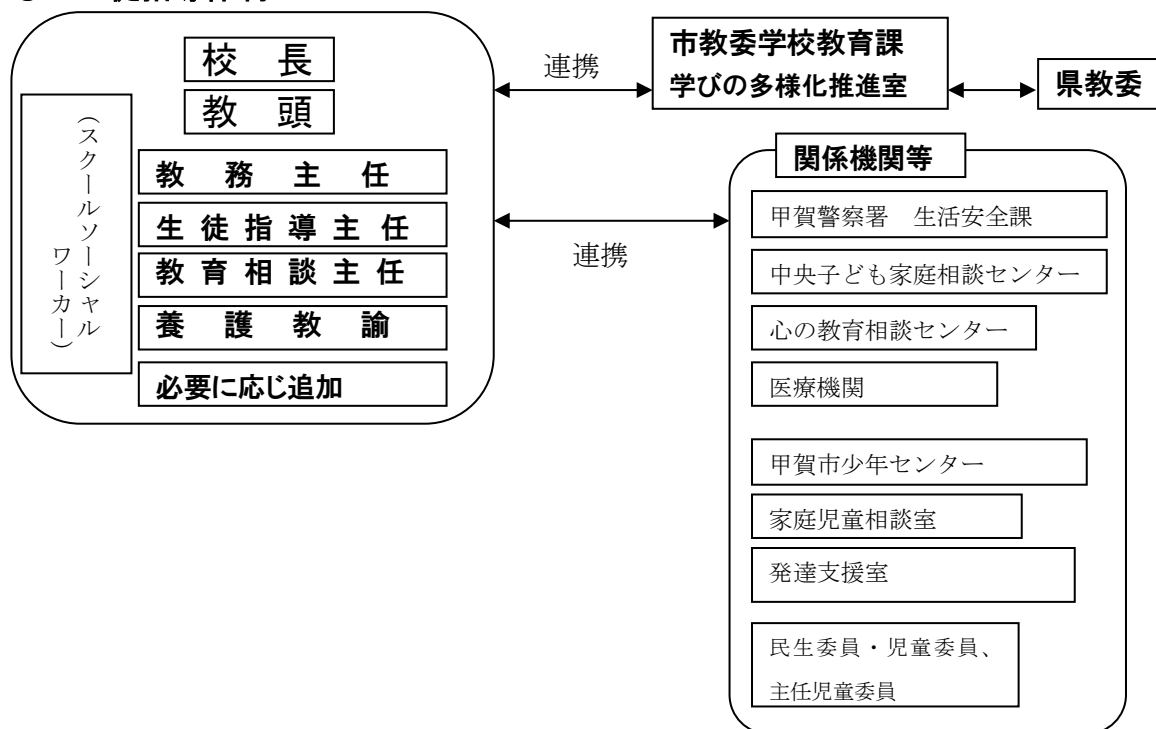 校　長
教　頭
(スクールソーシャル
ワーカー)
教　務　主　任
生徒指導主任
教育相談主任
養　護　教　諭
必要に応じ追加
連携
市教委学校教育課
学びの多様化推進室
県教委
連携
関係機関等
甲賀警察署　生活安全課
中央子ども家庭相談センター
心の教育相談センター
医療機関
甲賀市少年センター
家庭児童相談室
発達支援室
民生委員・児童委員、
主任児童委員